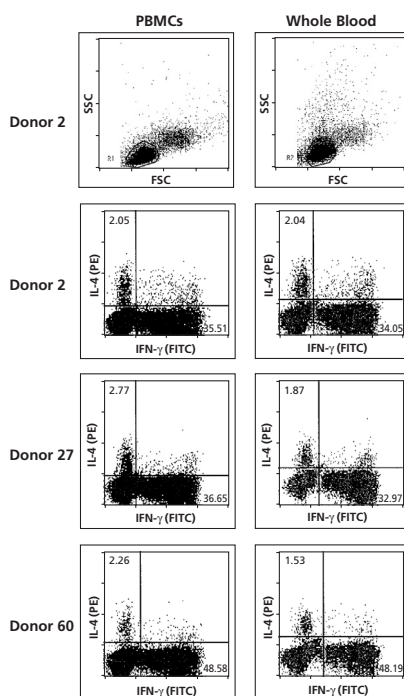 PBMCs
Whole Blood
Donor 2
SSC
R1
FSC
SSC
R2
FSC
Donor 2
2.05
IL-4 (PE)
35.51
IFN-γ (FITC)
2.04
IL-4 (PE)
34.05
IFN-γ (FITC)
Donor 27
2.77
IL-4 (PE)
36.65
IFN-γ (FITC)
1.87
IL-4 (PE)
32.97
IFN-γ (FITC)
Donor 60
2.26
IL-4 (PE)
48.58
IFN-γ (FITC)
1.53
IL-4 (PE)
48.19
IFN-γ (FITC)